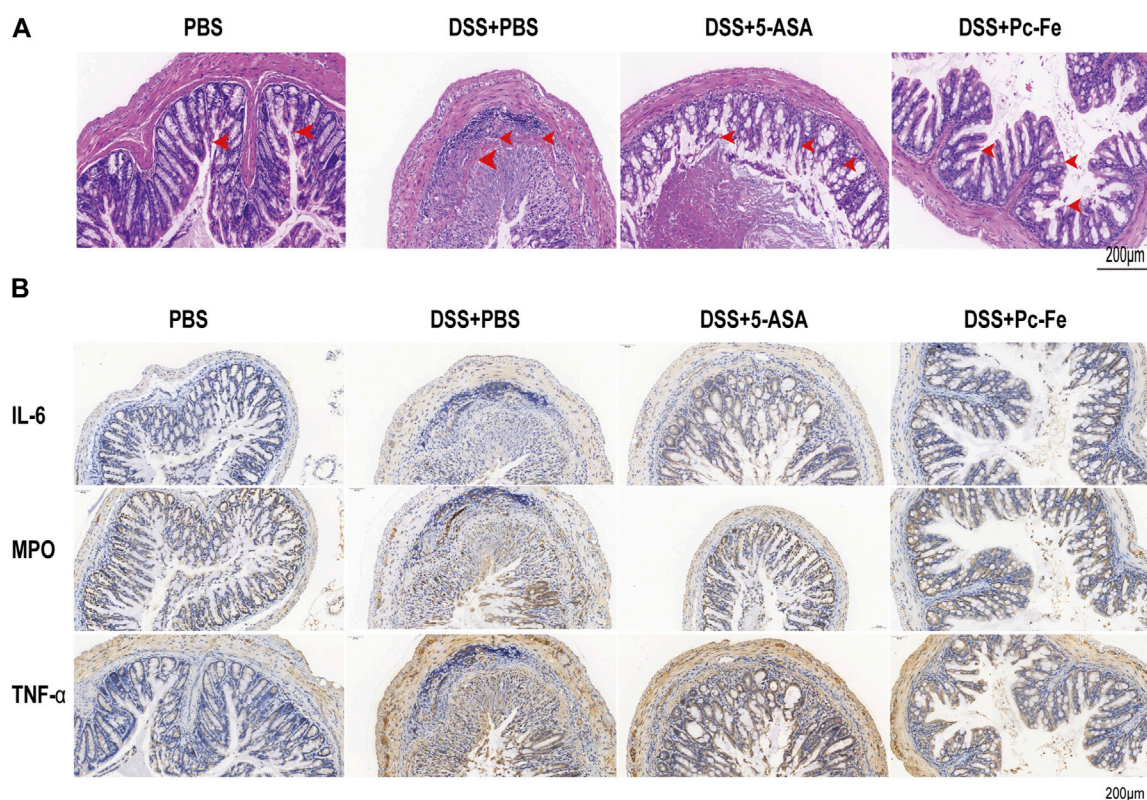 A
PBS DSS+PBS DSS+5-ASA DSS+Pc-Fe
200μm
B
PBS DSS+PBS DSS+5-ASA DSS+Pc-Fe
IL-6
MPO
TNF-α
200μm